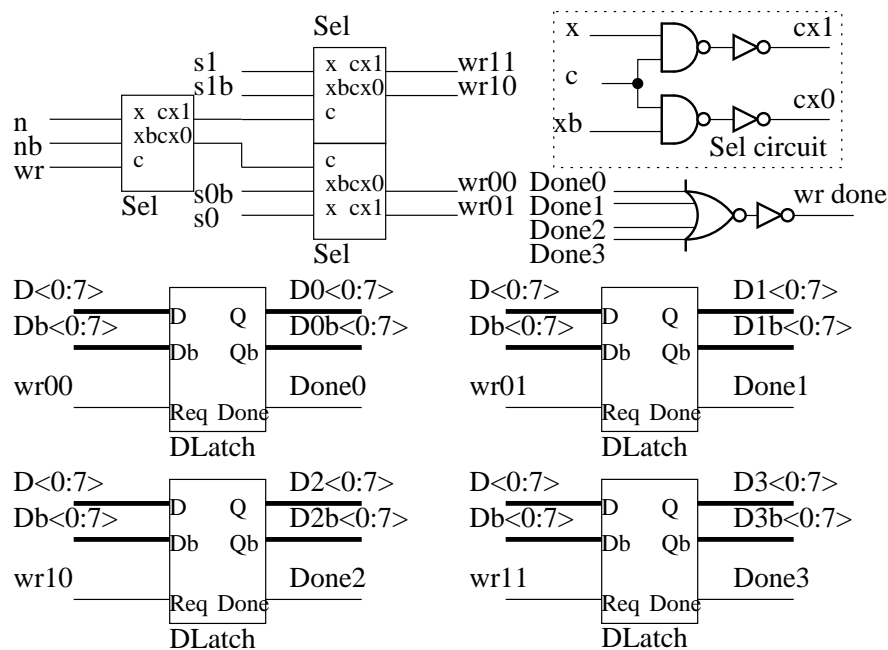 Sel
s1
s1b
x cx1
xbcx0
c
wr11
wr10
n
nb
wr
x cx1
xbcx0
c
Sel
c
xbcx0
x cx1
s0b
s0
wr00
wr01
Sel
x
c
xb
cx1
cx0
Sel circuit
Done0
Done1
Done2
Done3
wr done
D<0:7>
Db<0:7>
wr00
D Q
Db Qb
Req Done
D0<0:7>
D0b<0:7>
Done0
DLatch
D<0:7>
Db<0:7>
wr01
D Q
Db Qb
Req Done
D1<0:7>
D1b<0:7>
Done1
DLatch
D<0:7>
Db<0:7>
wr10
D Q
Db Qb
Req Done
D2<0:7>
D2b<0:7>
Done2
DLatch
D<0:7>
Db<0:7>
wr11
D Q
Db Qb
Req Done
D3<0:7>
D3b<0:7>
Done3
DLatch